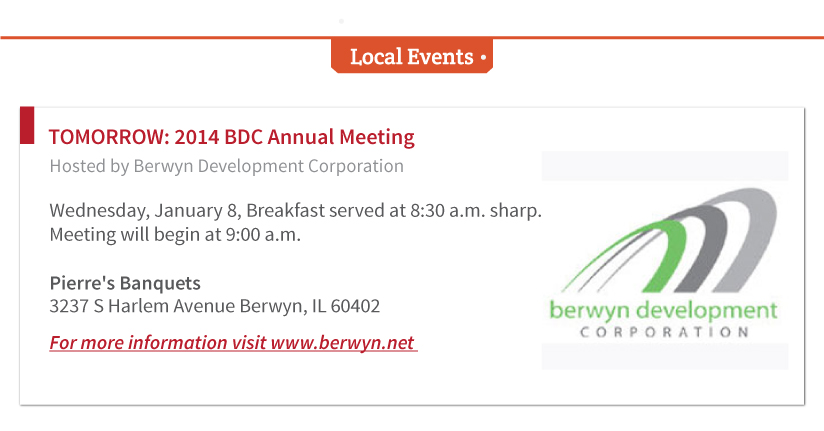 Local Events
TOMORROW: 2014 BDC Annual Meeting
Hosted by Berwyn Development Corporation
Wednesday, January 8, Breakfast served at 8:30 a.m. sharp.
Meeting will begin at 9:00 a.m.
Pierre's Banquets
3237 S Harlem Avenue Berwyn, IL 60402
For more information visit www.berwyn.net
berwyn development
CORPORATION